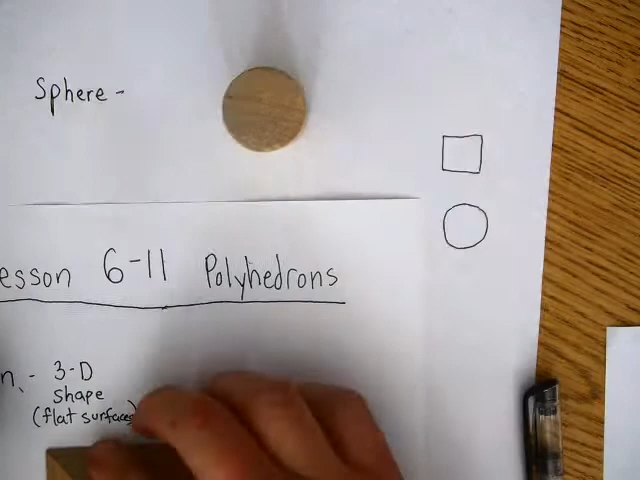 Sphere -
esson 6-11 Polyhedrons
n. - 3-D
shape
(flat surfaces)